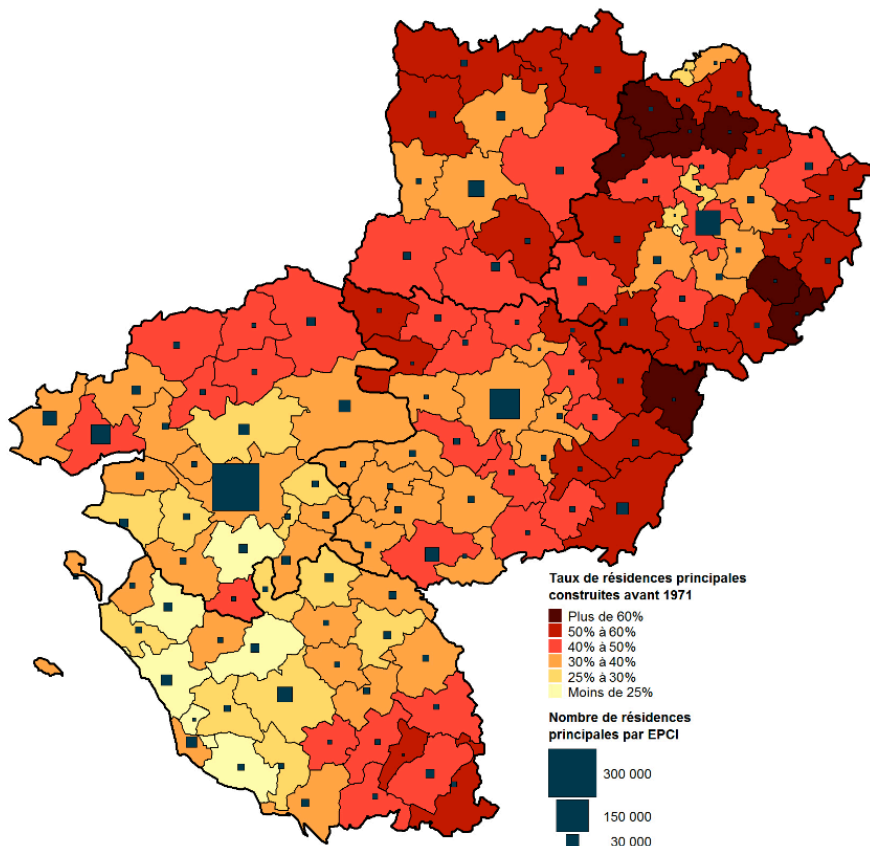 Taux de résidences principales
construites avant 1971
Plus de 60%
50% à 60%
40% à 50%
30% à 40%
25% à 30%
Moins de 25%
Nombre de résidences
principales par EPCI
300 000
150 000
30 000